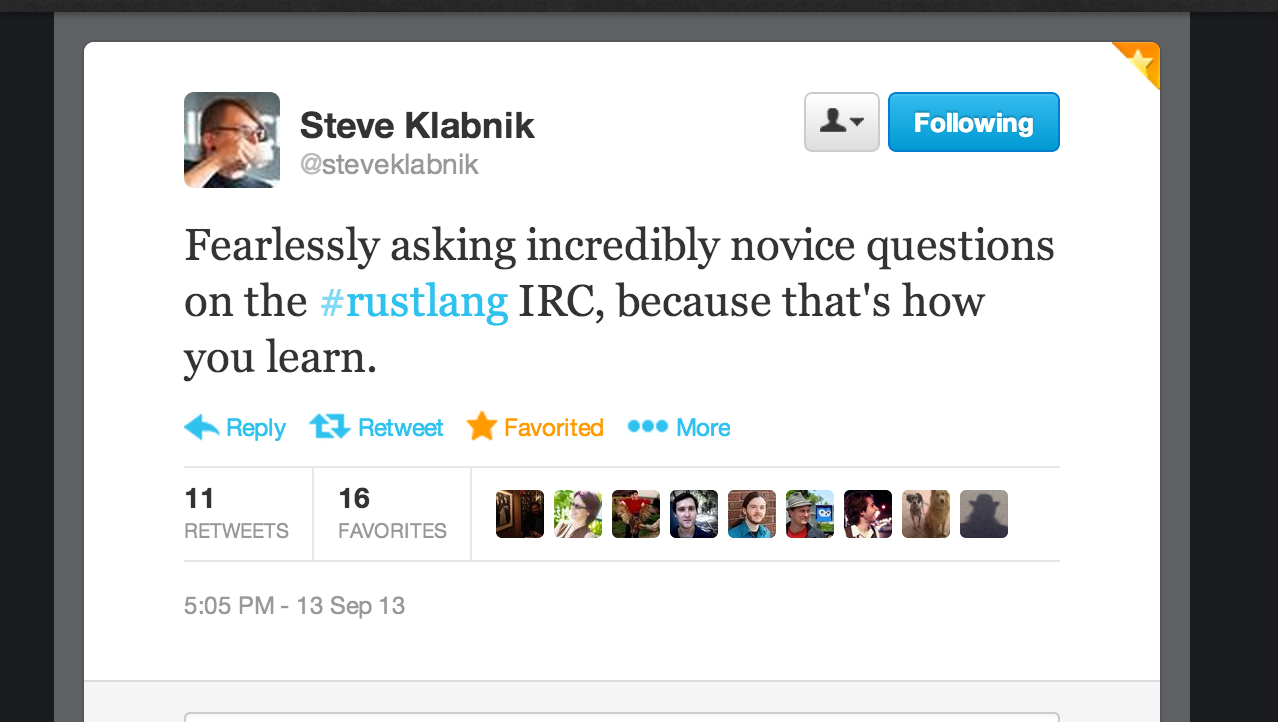 Steve Klabnik
@steveklabnik
Following
Fearlessly asking incredibly novice questions
on the #rustlang IRC, because that's how
you learn.
Reply Retweet Favorited More
11 16
RETWEETS FAVORITES
5:05 PM - 13 Sep 13